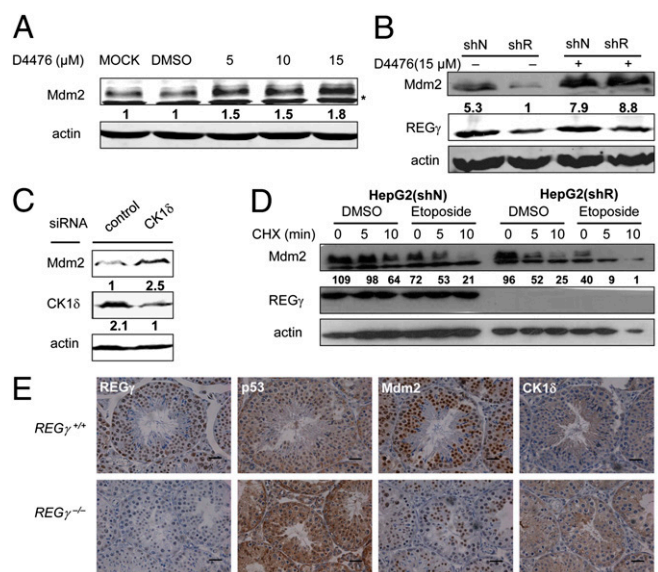 A
D4476 (μM) MOCK DMSO 5 10 15
Mdm2
*
1 1 1.5 1.5 1.8
actin
B
shN shR shN shR
D4476(15 μM) – – + +
Mdm2
5.3 1 7.9 8.8
REGγ
actin
C
siRNA control CK1δ
Mdm2
1 2.5
CK1δ
2.1 1
actin
D
HepG2(shN) HepG2(shR)
DMSO Etoposide DMSO Etoposide
CHX (min) 0 5 10 0 5 10 0 5 10 0 5 10
Mdm2
109 98 64 72 53 21 96 52 25 40 9 1
REGγ
actin
E
REGγ p53 Mdm2 CK1δ
REGγ+/+
REGγ–/–